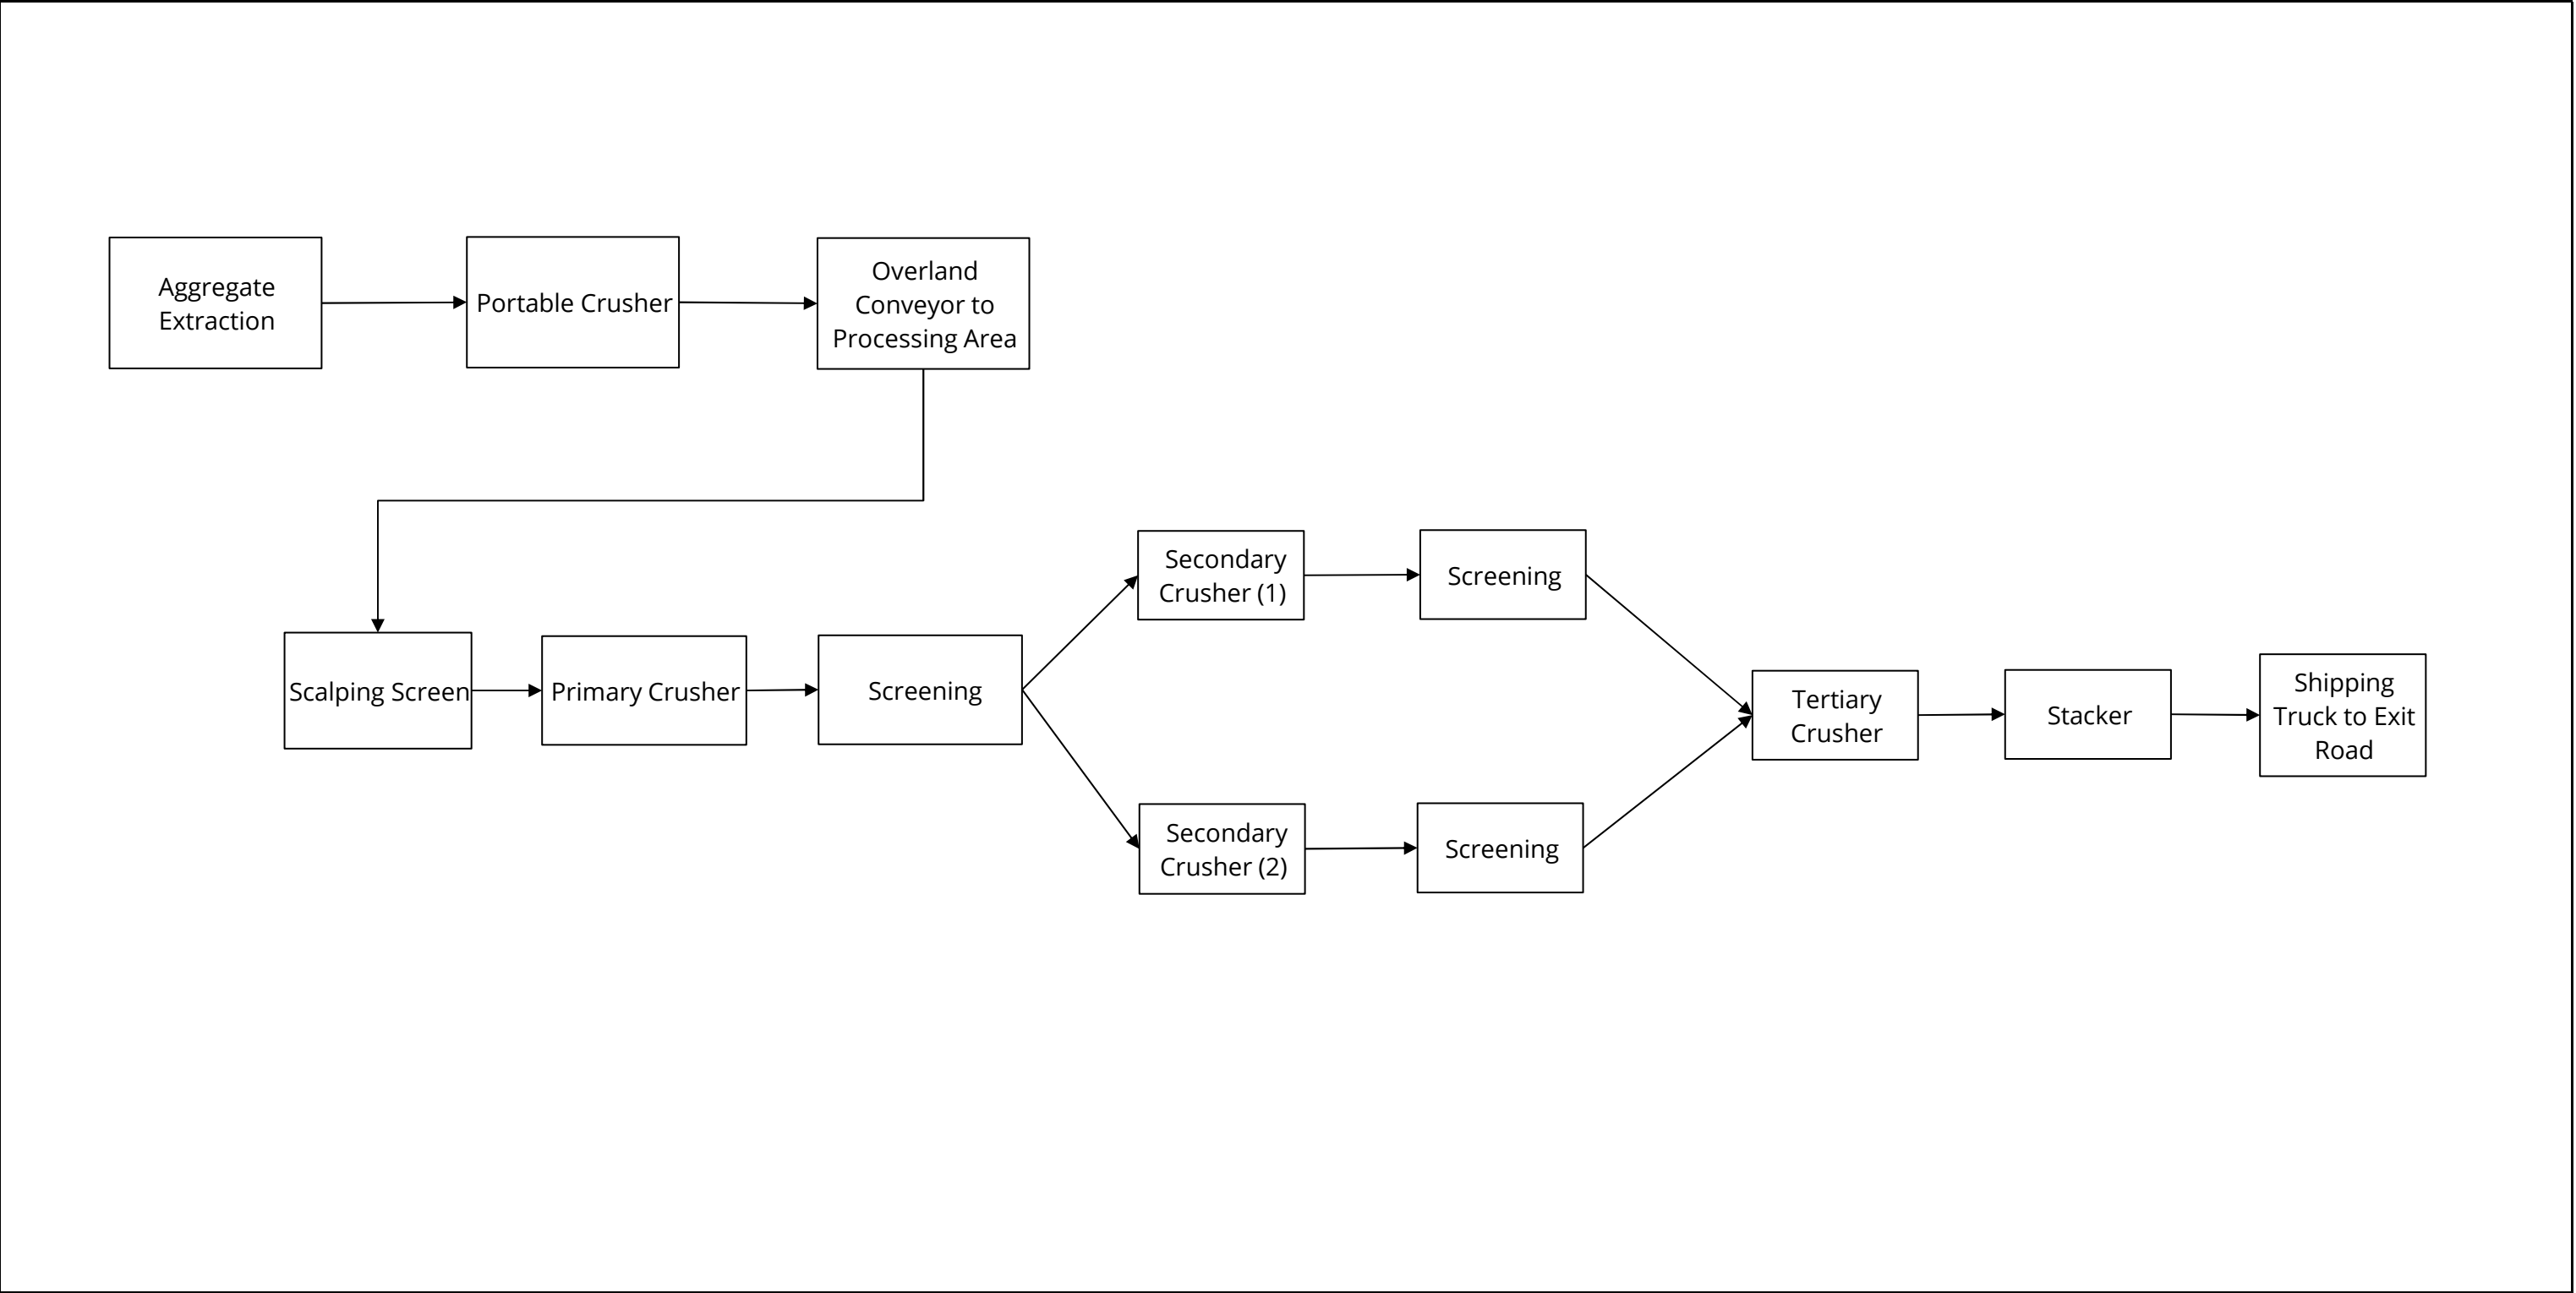 Aggregate
Extraction
Portable Crusher
Overland
Conveyor to
Processing Area
Scalping Screen
Primary Crusher
Screening
Secondary
Crusher (1)
Screening
Secondary
Crusher (2)
Screening
Tertiary
Crusher
Stacker
Shipping
Truck to Exit
Road